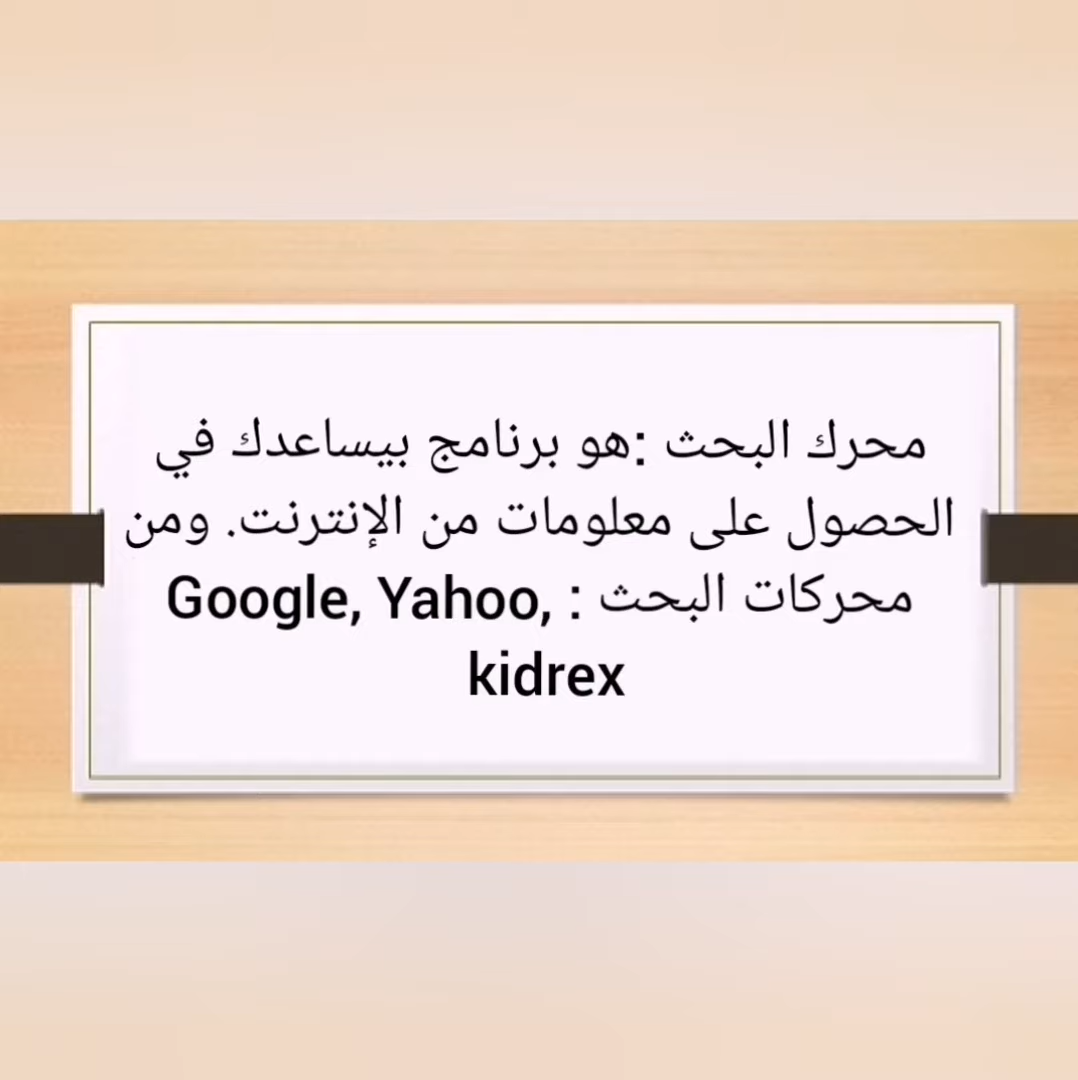 محرك البحث :هو برنامج بيساعدك في
الحصول على معلومات من الإنترنت. ومن
محركات البحث : Google, Yahoo,
kidrex